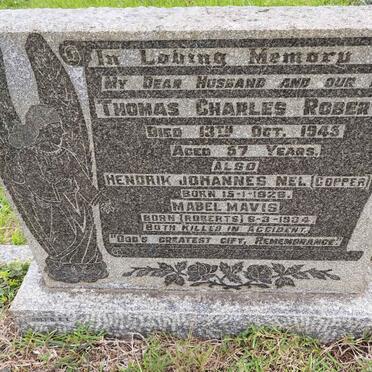 In Loving Memory
My Dear Husband and our
Thomas Charles Rober
Died 13th Oct. 1943
Aged 57 Years.
Also
Hendrik Johannes Nel (Copper)
Born 15-1-1926.
Mabel Mavis
Born (Roberts) 6-3-1934
Both Killed in Accident.
"God's greatest gift, Remembrance."